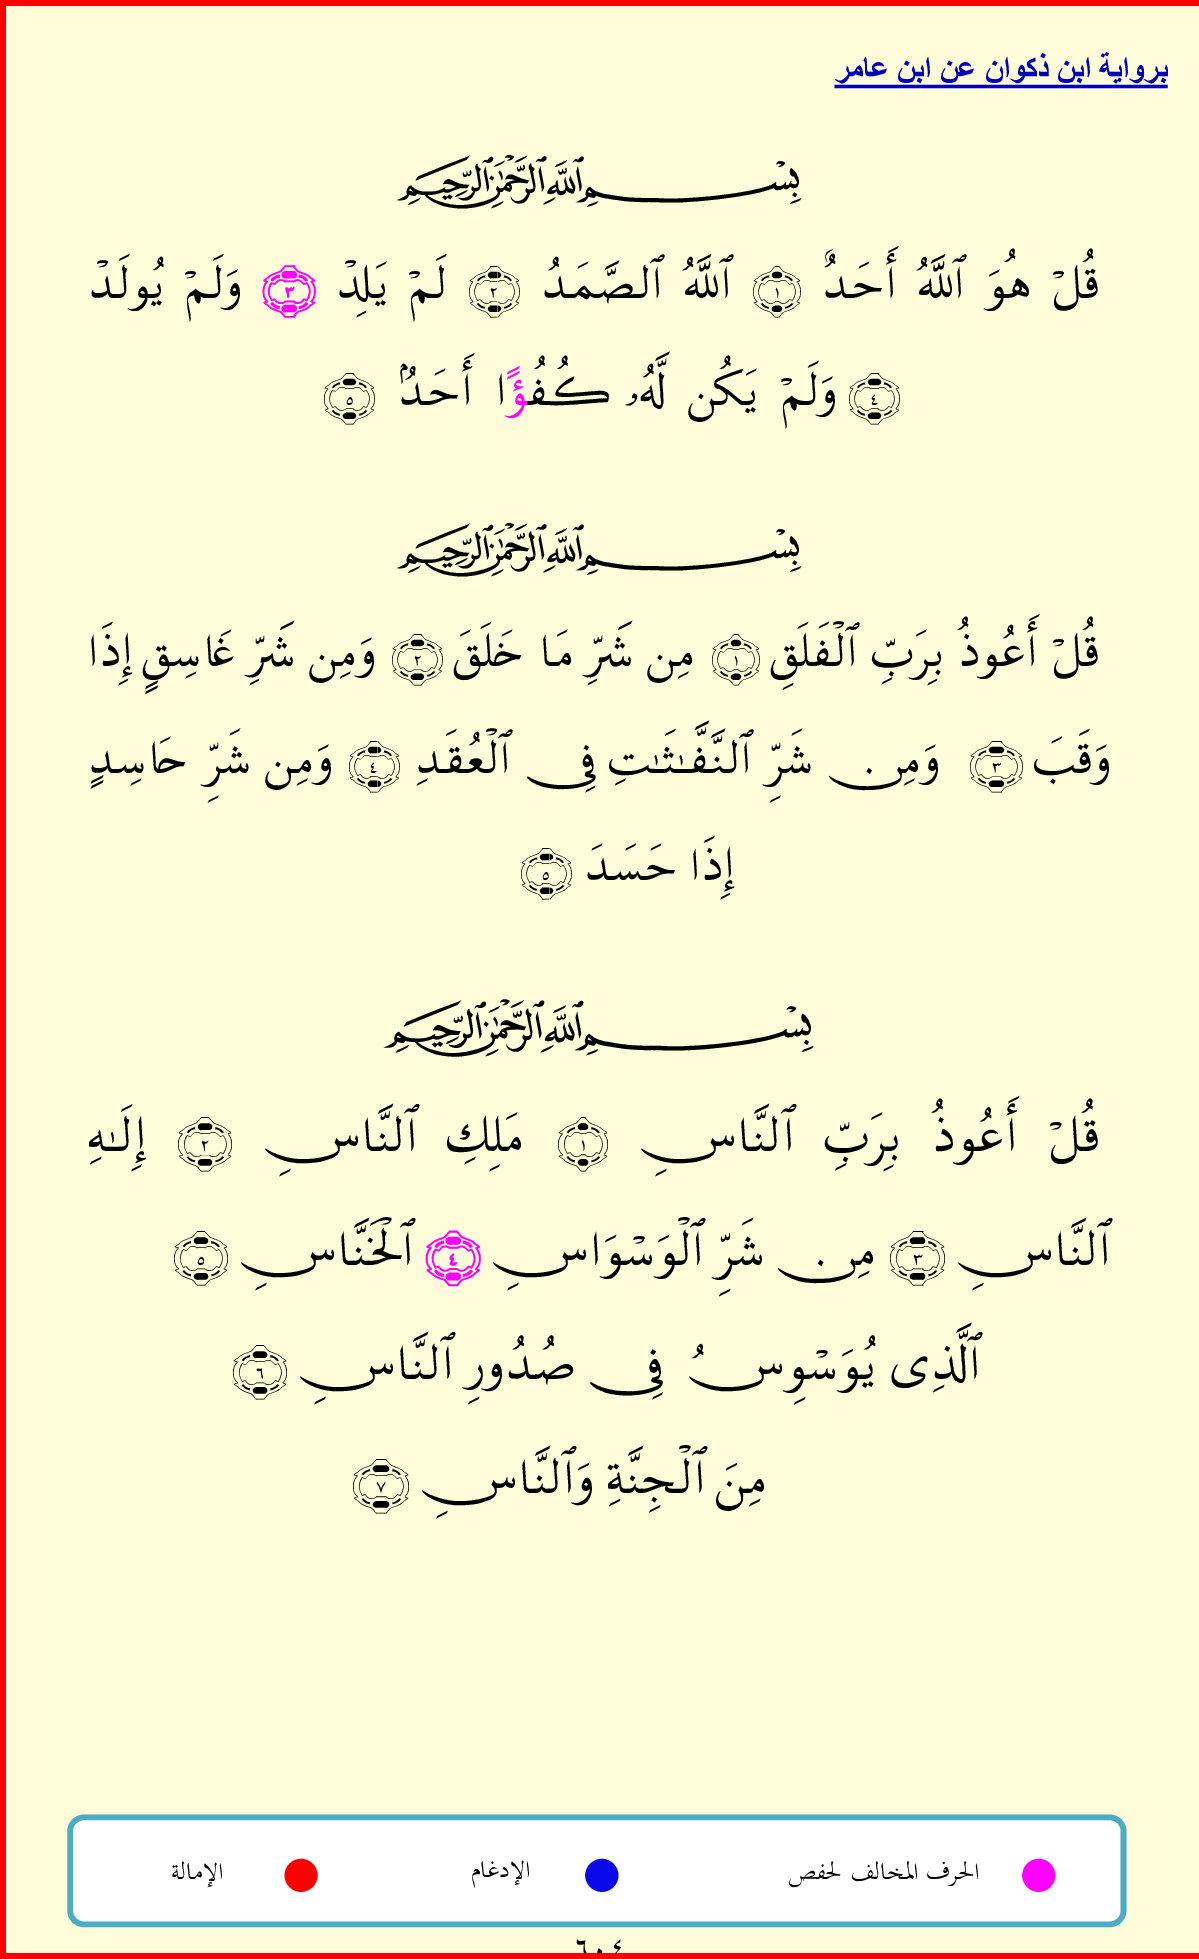 برواية ابن ذكوان عن ابن عامر
بِسْمِ ٱللَّهِ ٱلرَّحْمَٰنِ ٱلرَّحِيمِ
قُلْ هُوَ ٱللَّهُ أَحَدٌ ١ ٱللَّهُ ٱلصَّمَدُ ٢ لَمْ يَلِدْ ٣ وَلَمْ يُولَدْ
٤ وَلَمْ يَكُن لَّهُۥ كُفُؤًا أَحَدُۢ ٥
بِسْمِ ٱللَّهِ ٱلرَّحْمَٰنِ ٱلرَّحِيمِ
قُلْ أَعُوذُ بِرَبِّ ٱلْفَلَقِ ١ مِن شَرِّ مَا خَلَقَ ٢ وَمِن شَرِّ غَاسِقٍ إِذَا
وَقَبَ ٣ وَمِن شَرِّ ٱلنَّفَّٰثَٰتِ فِى ٱلْعُقَدِ ٤ وَمِن شَرِّ حَاسِدٍ
إِذَا حَسَدَ ٥
بِسْمِ ٱللَّهِ ٱلرَّحْمَٰنِ ٱلرَّحِيمِ
قُلْ أَعُوذُ بِرَبِّ ٱلنَّاسِ ١ مَلِكِ ٱلنَّاسِ ٢ إِلَٰهِ
ٱلنَّاسِ ٣ مِن شَرِّ ٱلْوَسْوَاسِ ٤ ٱلْخَنَّاسِ ٥
ٱلَّذِى يُوَسْوِسُ فِى صُدُورِ ٱلنَّاسِ ٦
مِنَ ٱلْجِنَّةِ وَٱلنَّاسِ ٧
الحرف المخالف لحفص الإدغام الإمالة
٦٠٤